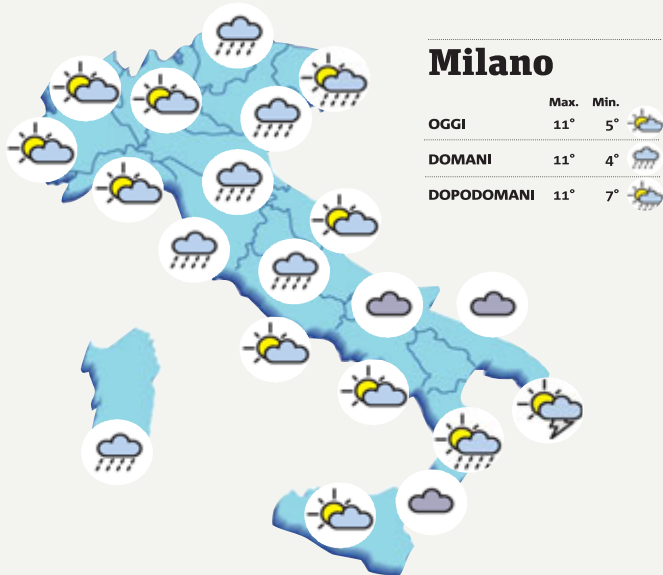 Milano
Max. Min.
OGGI 11° 5°
DOMANI 11° 4°
DOPODOMANI 11° 7°